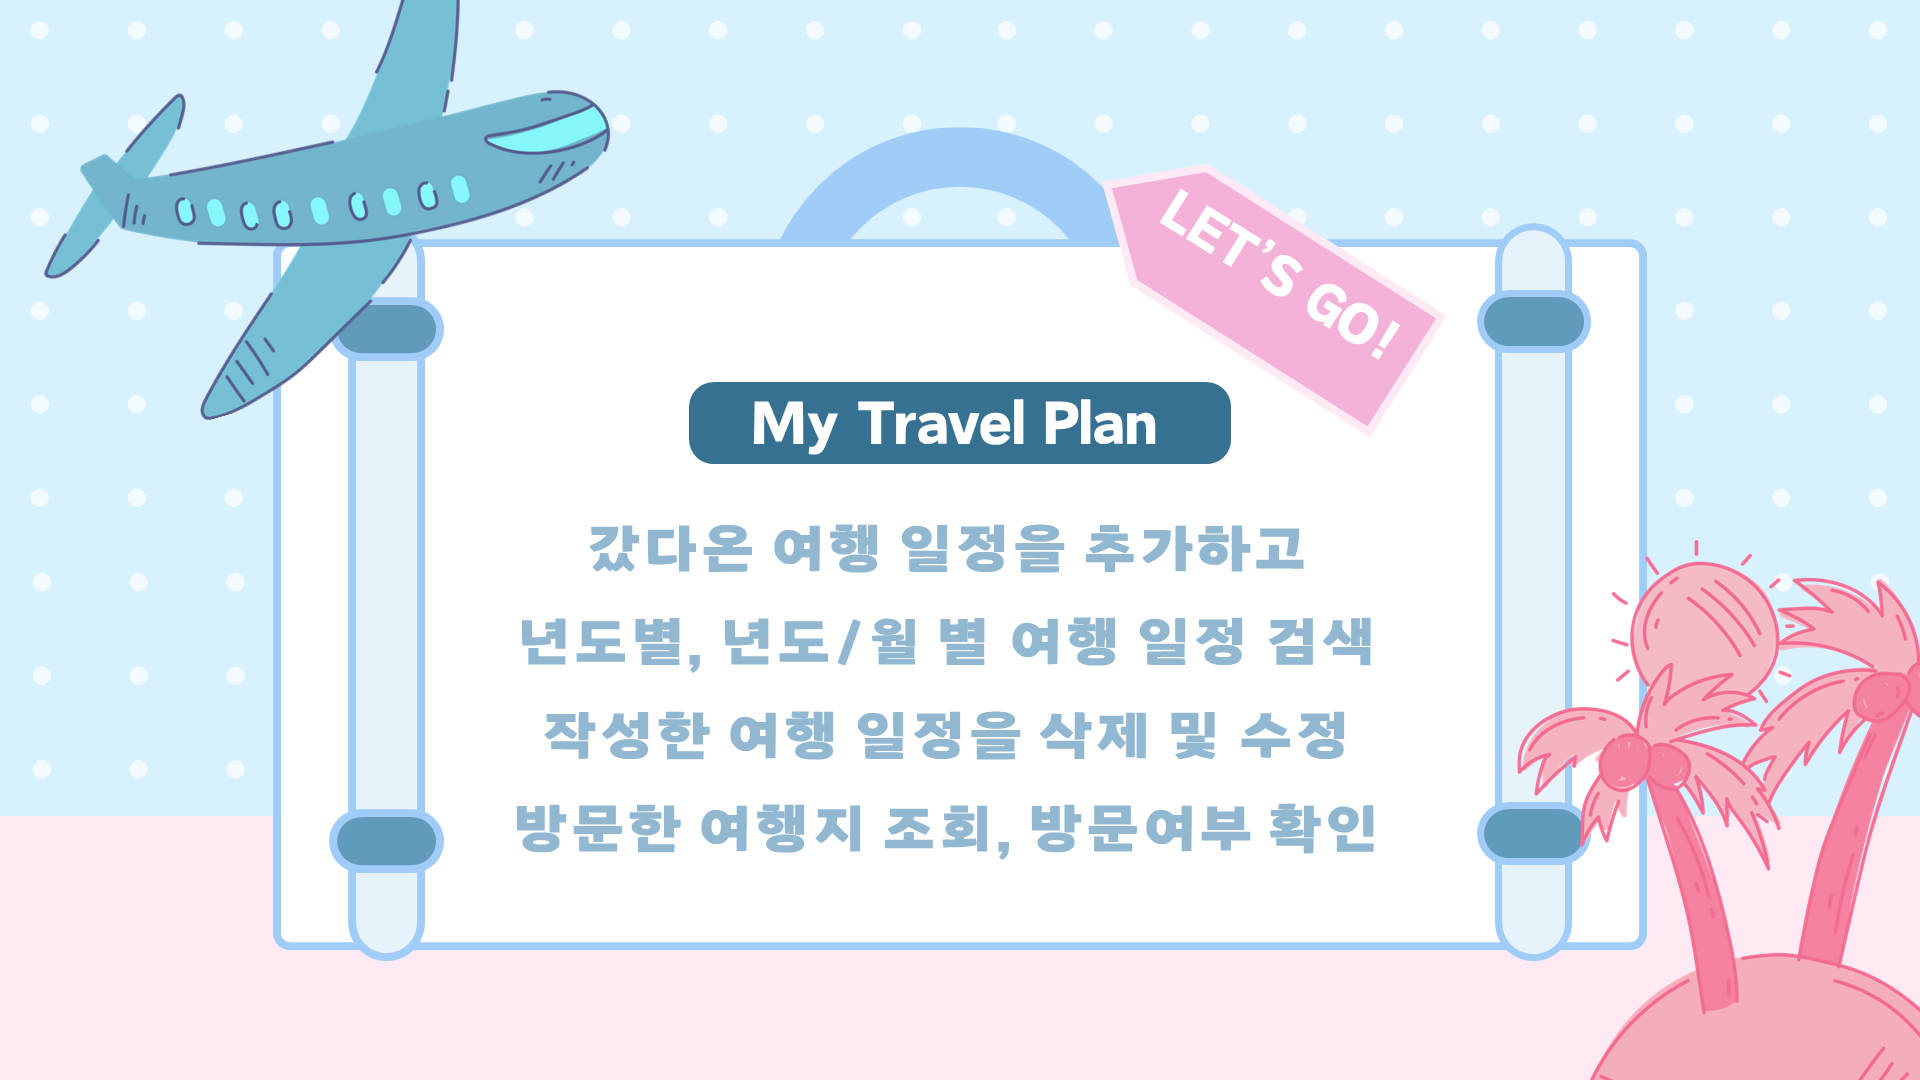 LET'S GO!
My Travel Plan
갔다온 여행 일정을 추가하고
년도별, 년도/월 별 여행 일정 검색
작성한 여행 일정을 삭제 및 수정
방문한 여행지 조회, 방문여부 확인